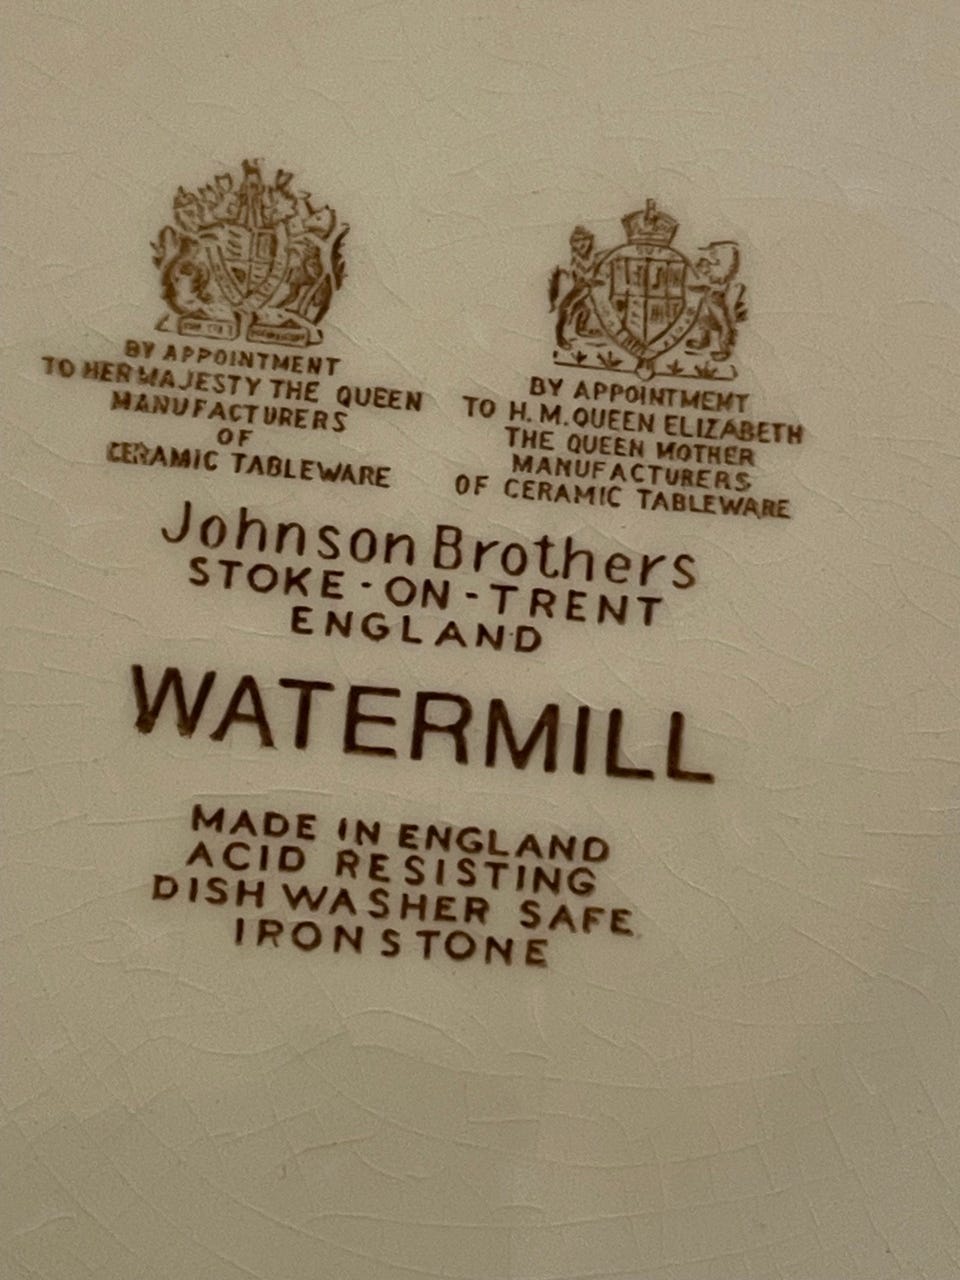 BY APPOINTMENT
TO HER MAJESTY THE QUEEN
MANUFACTURERS
OF
CERAMIC TABLEWARE
BY APPOINTMENT
TO H.M. QUEEN ELIZABETH
THE QUEEN MOTHER
MANUFACTURERS
OF CERAMIC TABLEWARE
Johnson Brothers
STOKE-ON-TRENT
ENGLAND
WATERMILL
MADE IN ENGLAND
ACID RESISTING
DISH WASHER SAFE
IRONSTONE